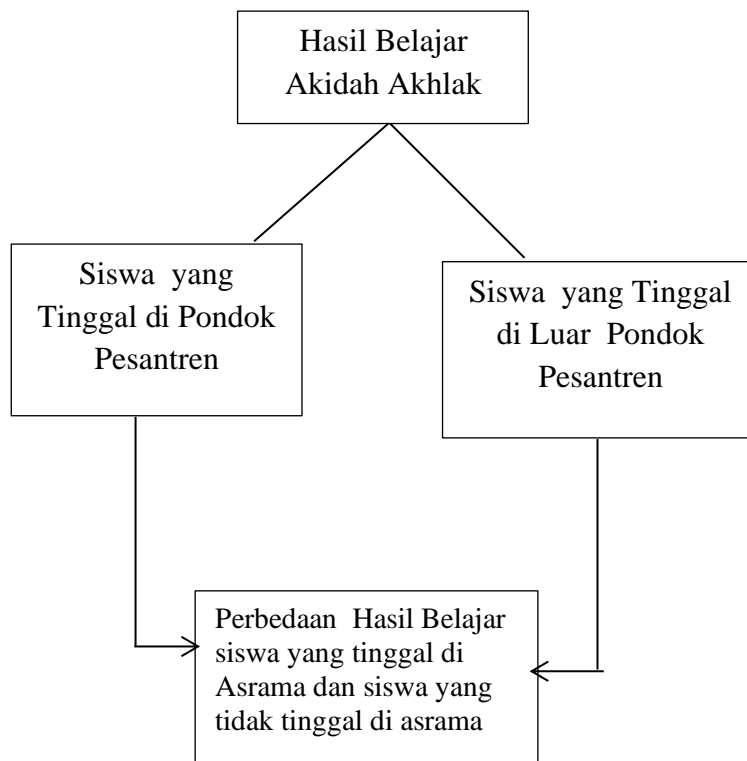 Hasil Belajar
Akidah Akhlak
Siswa yang
Tinggal di Pondok
Pesantren
Siswa yang Tinggal
di Luar Pondok
Pesantren
Perbedaan Hasil Belajar
siswa yang tinggal di
Asrama dan siswa yang
tidak tinggal di asrama